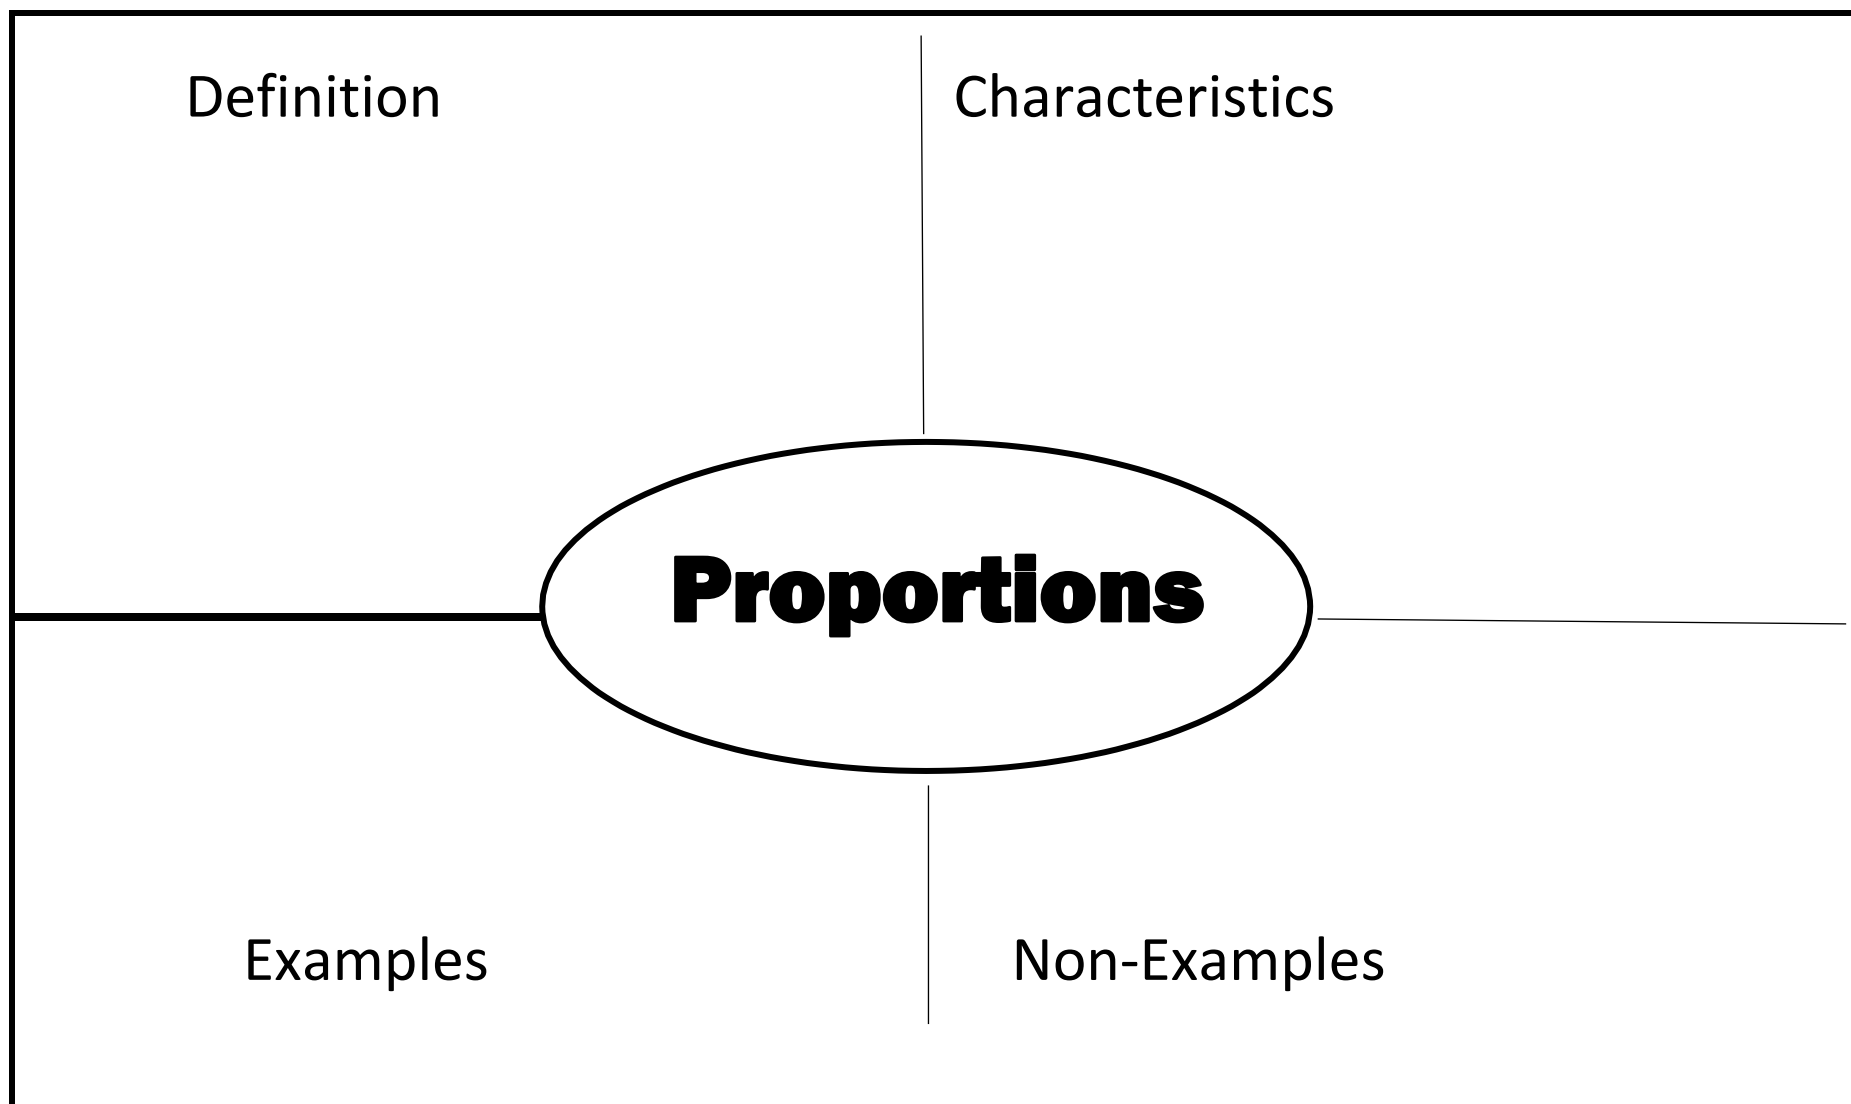 Definition
Characteristics
Proportions
Examples
Non-Examples